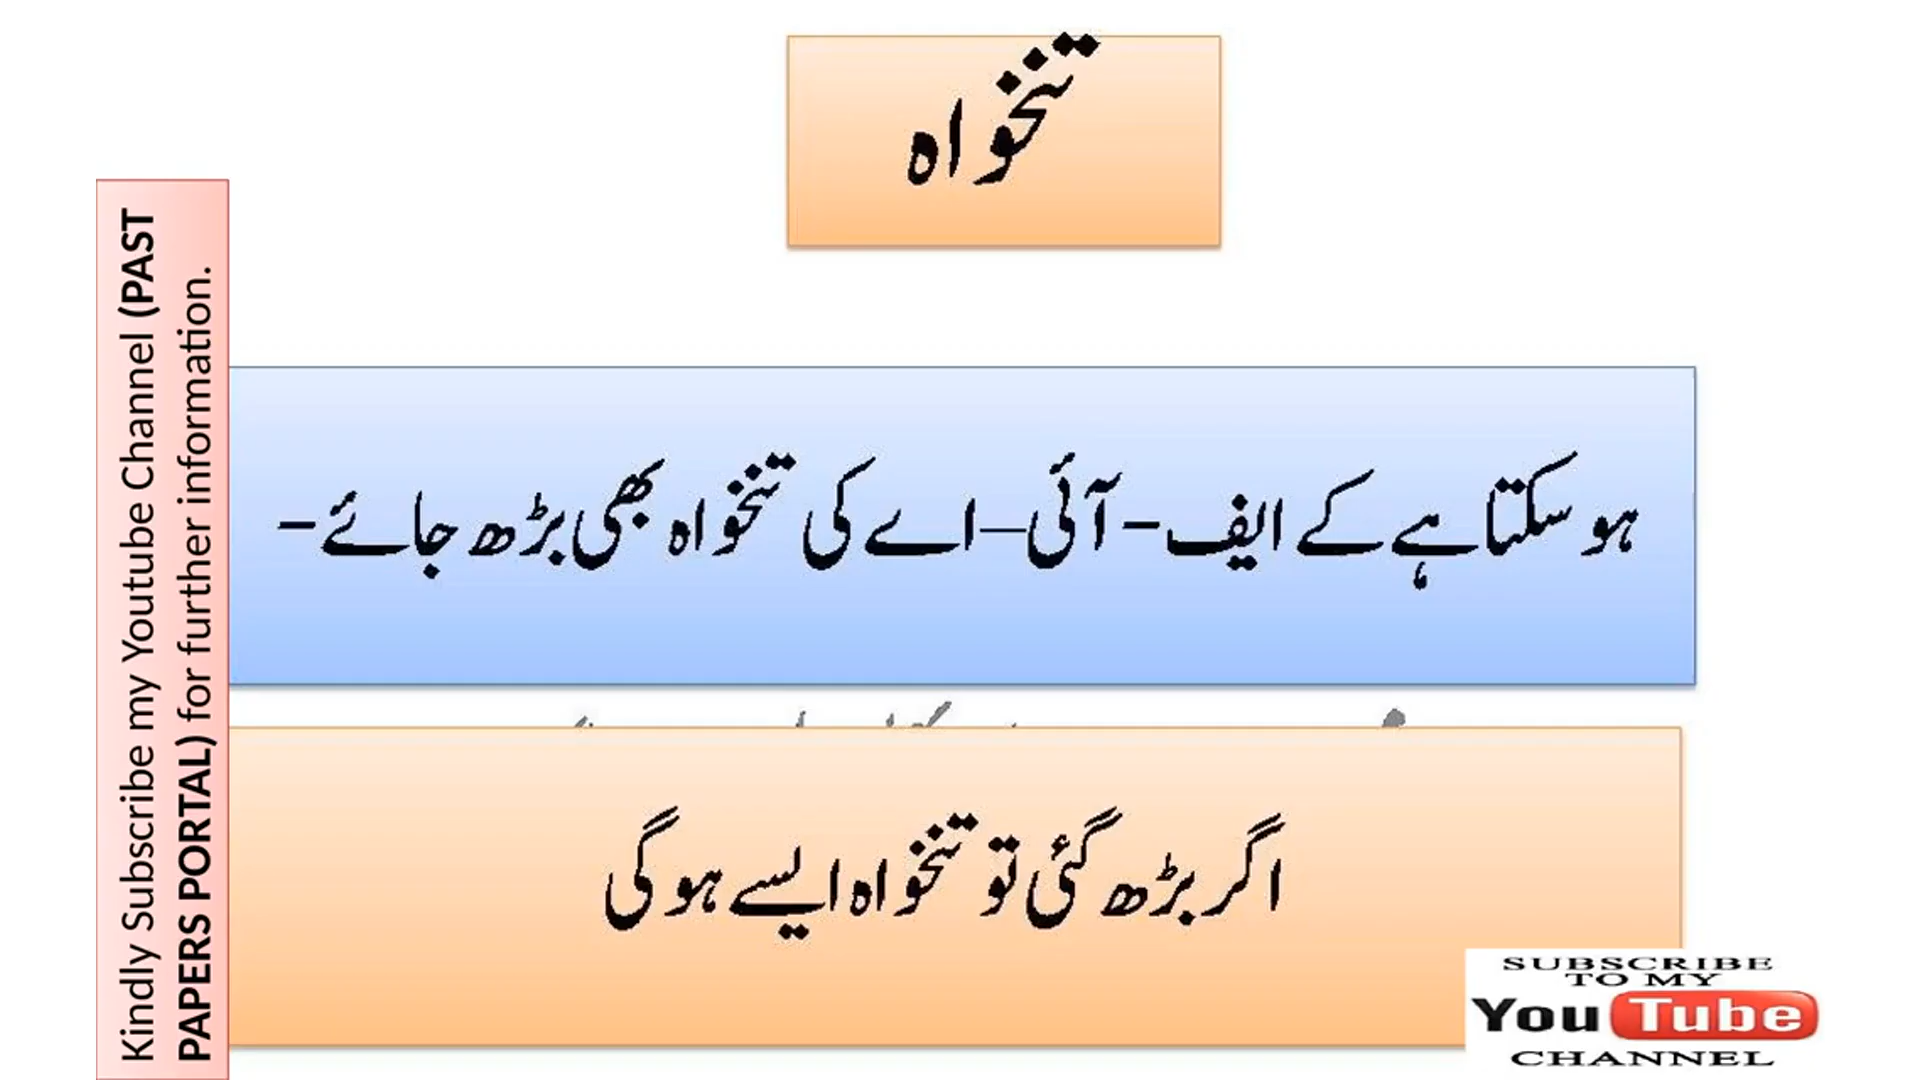 تنخواہ
ہو سکتا ہے کے ایف - آئی – اے کی تنخواہ بھی بڑھ جائے -
اگر بڑھ گئی تو تنخواہ ایسے ہو گی
Kindly Subscribe my Youtube Channel (PAST
PAPERS PORTAL) for further information.
SUBSCRIBE
TO MY
YouTube
CHANNEL